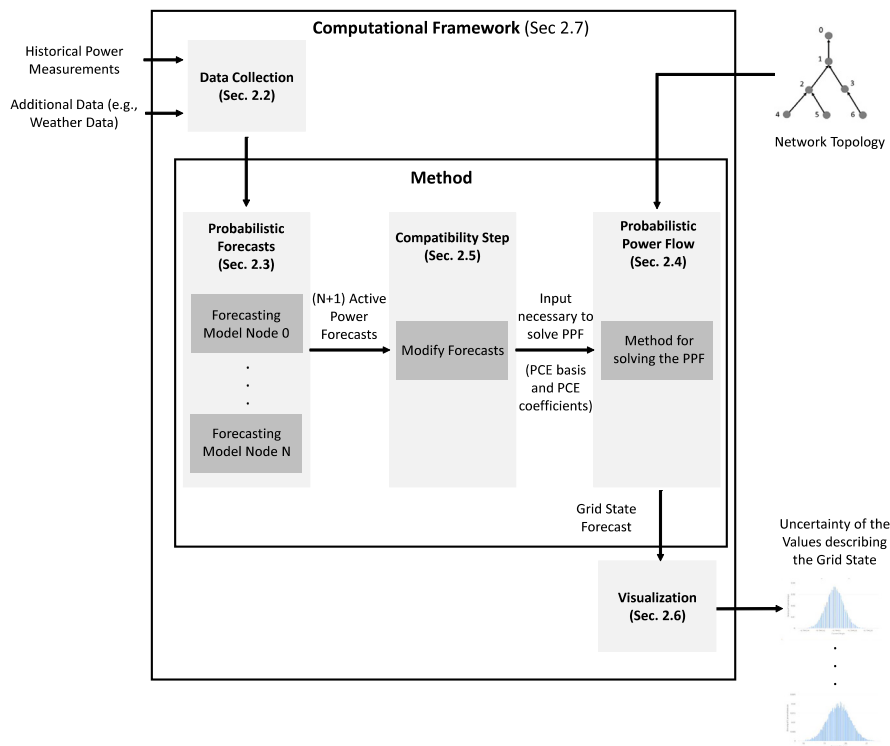 Computational Framework (Sec 2.7)
Historical Power
Measurements
Additional Data (e.g.,
Weather Data)
Data Collection
(Sec. 2.2)
0
1
2
3
4
5
6
Network Topology
Method
Probabilistic
Forecasts
(Sec. 2.3)
Forecasting
Model Node 0
.
.
.
Forecasting
Model Node N
(N+1) Active
Power
Forecasts
Compatibility Step
(Sec. 2.5)
Modify Forecasts
Input
necessary to
solve PPF
(PCE basis
and PCE
coefficients)
Probabilistic
Power Flow
(Sec. 2.4)
Method for
solving the PPF
Grid State
Forecast
Visualization
(Sec. 2.6)
Uncertainty of the
Values describing
the Grid State
.
.
.